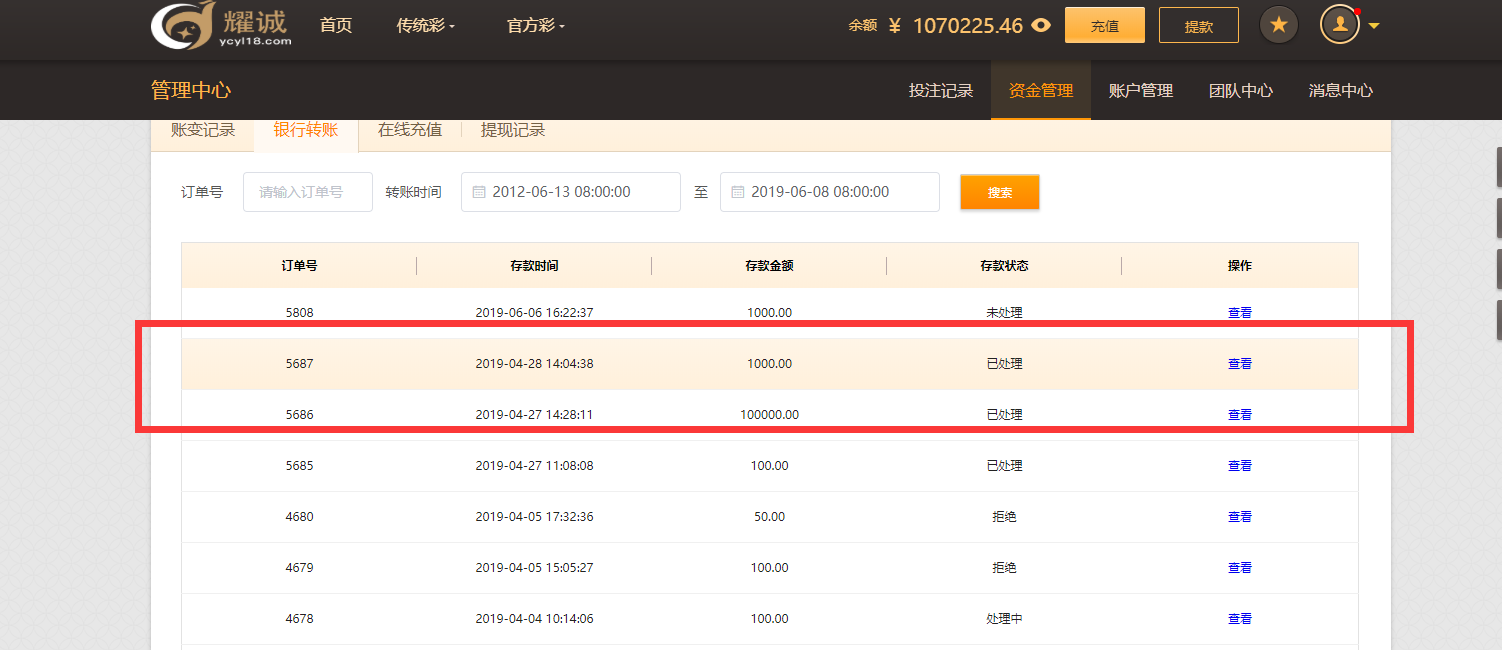 耀诚 首页 传统彩 官方彩 余额 ¥ 1070225.46 充值 提款
ycyl18.com
管理中心 投注记录 资金管理 账户管理 团队中心 消息中心
账变记录 银行转账 在线充值 提现记录
订单号 请输入订单号 转账时间 2012-06-13 08:00:00 至 2019-06-08 08:00:00 搜索
订单号 存款时间 存款金额 存款状态 操作
5808 2019-06-06 16:22:37 1000.00 未处理 查看
5687 2019-04-28 14:04:38 1000.00 已处理 查看
5686 2019-04-27 14:28:11 100000.00 已处理 查看
5685 2019-04-27 11:08:08 100.00 已处理 查看
4680 2019-04-05 17:32:36 50.00 拒绝 查看
4679 2019-04-05 15:05:27 100.00 拒绝 查看
4678 2019-04-04 10:14:06 100.00 处理中 查看